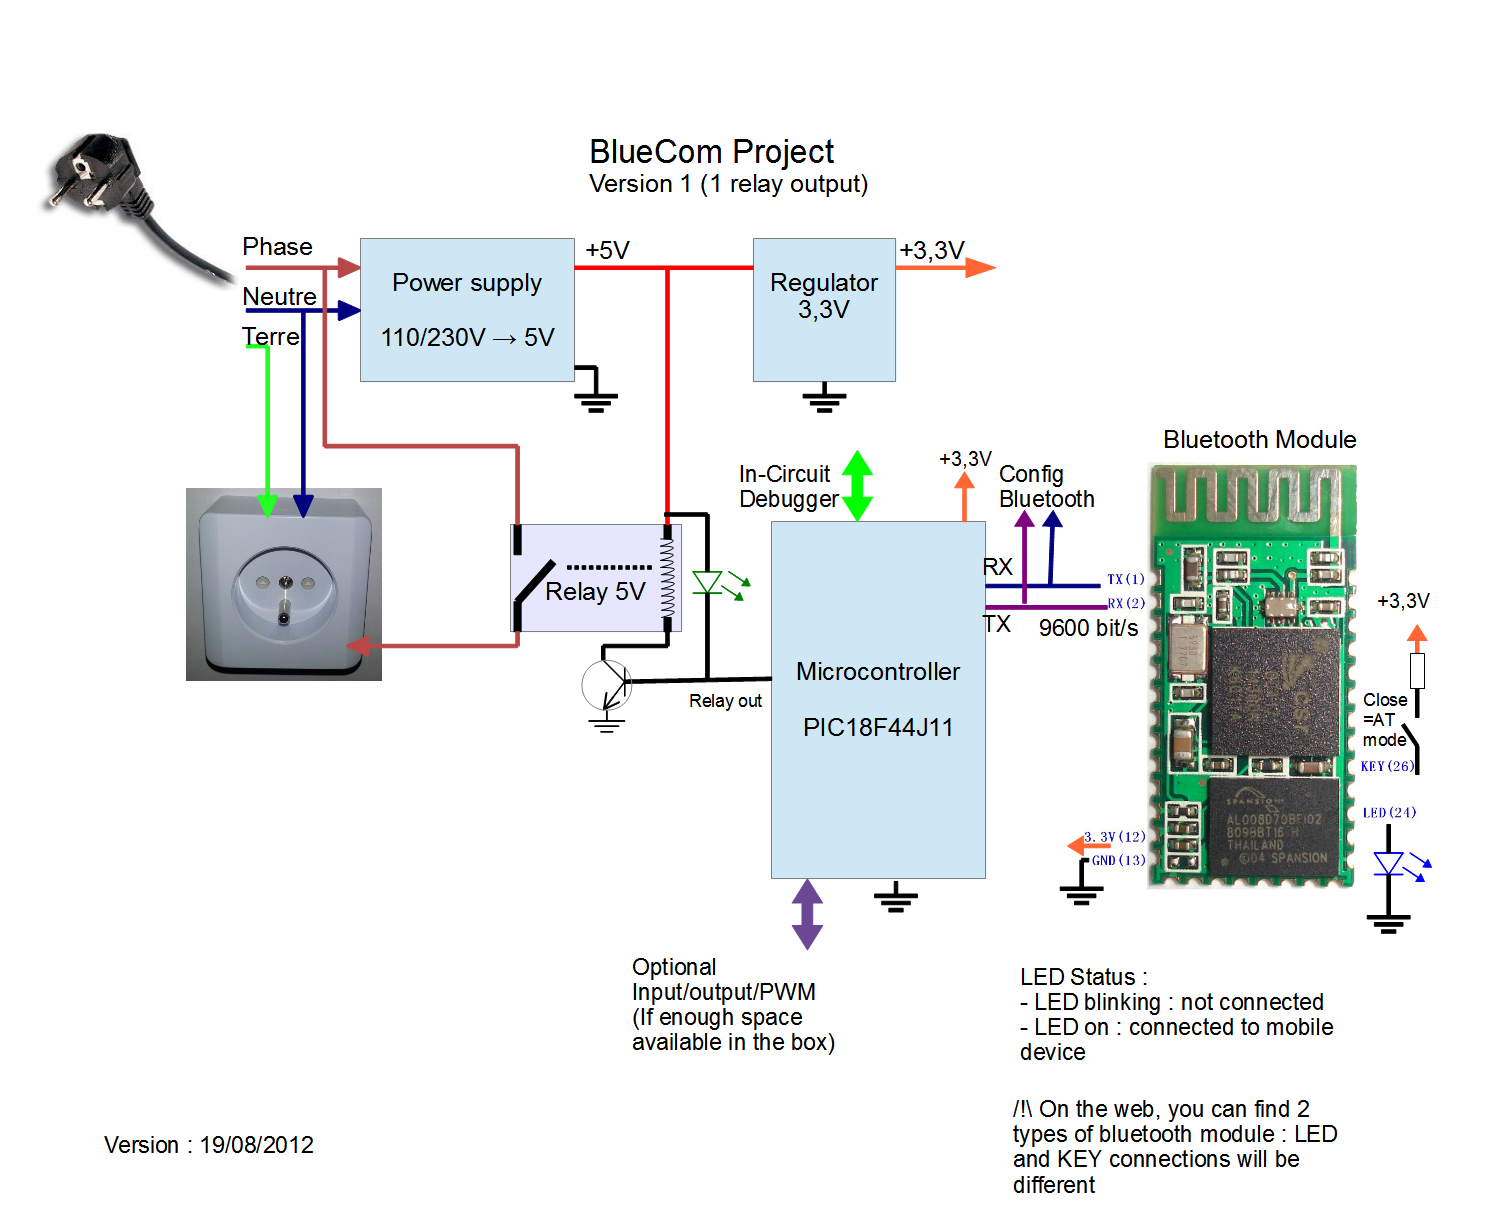 BlueCom Project
Version 1 (1 relay output)
Phase
Neutre
Terre
Power supply
110/230V → 5V
+5V
Regulator
3,3V
+3,3V
Bluetooth Module
In-Circuit
Debugger
+3,3V
Config
Bluetooth
RX
TX
9600 bit/s
TX(1)
RX(2)
Relay 5V
Relay out
Microcontroller
PIC18F44J11
+3,3V
Close
=AT
mode
KEY(26)
LED(24)
3.3V(12)
GND(13)
CSR
SPANSION
THAILAND
©04 SPANSION
Optional
Input/output/PWM
(If enough space
available in the box)
LED Status :
- LED blinking : not connected
- LED on : connected to mobile
device
/!\ On the web, you can find 2
types of bluetooth module : LED
and KEY connections will be
different
Version : 19/08/2012